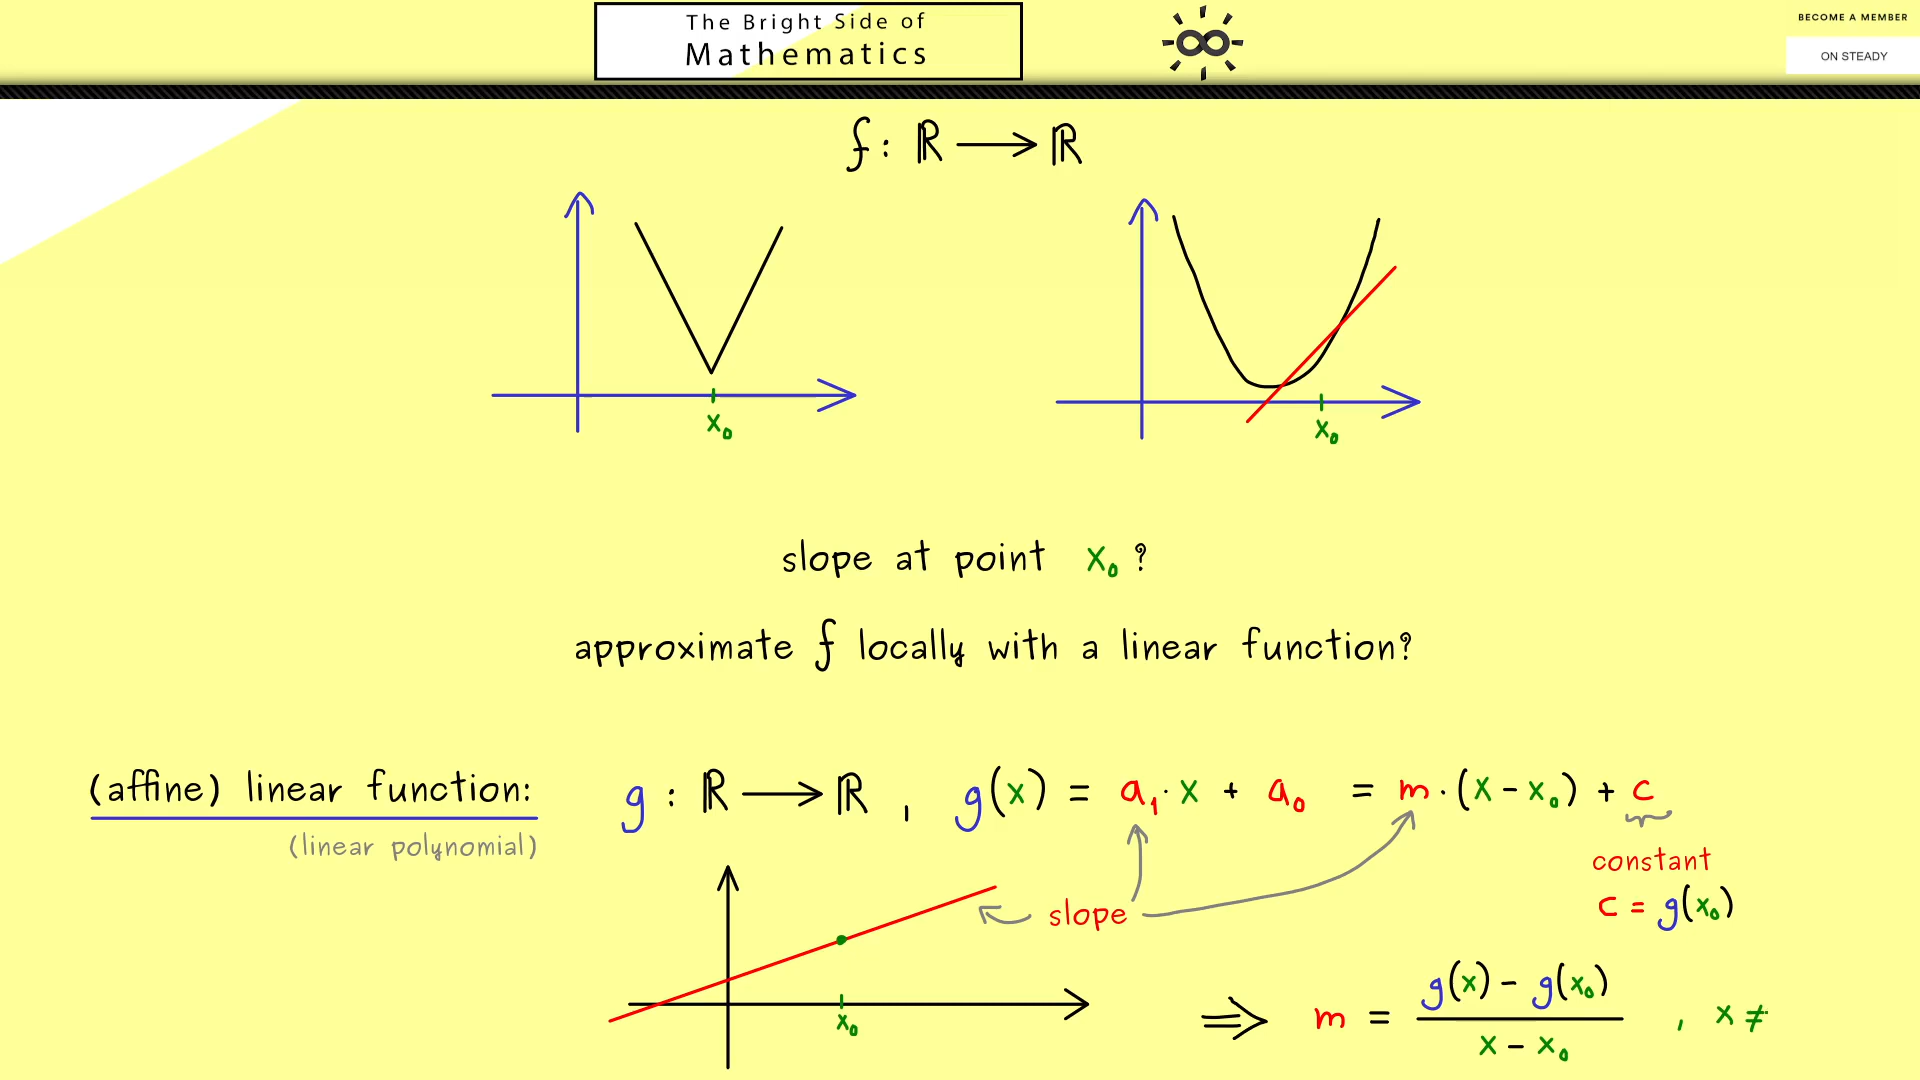 The Bright Side of
Mathematics
BECOME A MEMBER
ON STEADY
f : ℝ ⟶ ℝ
x₀
x₀
slope at point x₀ ?
approximate f locally with a linear function?
(affine) linear function: g : ℝ ⟶ ℝ , g(x) = a₁ · x + a₀ = m · (x − x₀) + c
(linear polynomial)
constant
slope
c = g(x₀)
x₀
⟹ m = (g(x) − g(x₀)) / (x − x₀) , x ≠